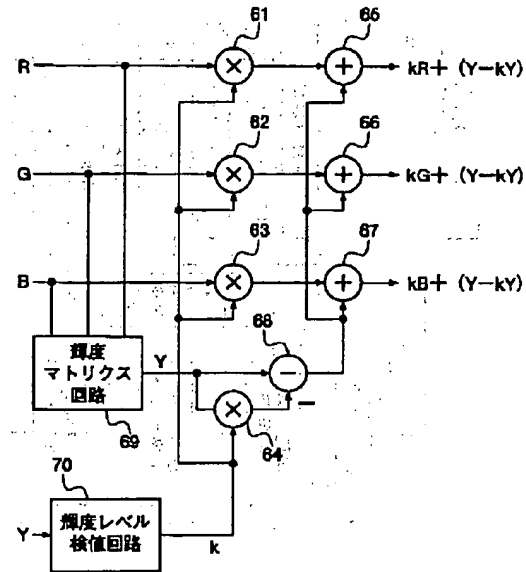 61
65
R
kR+ (Y-kY)
62
66
G
kG+ (Y-kY)
63
67
B
kB+ (Y-kY)
68
輝度
マトリクス
回路
Y
69
64
70
Y
輝度レベル
検値回路
k